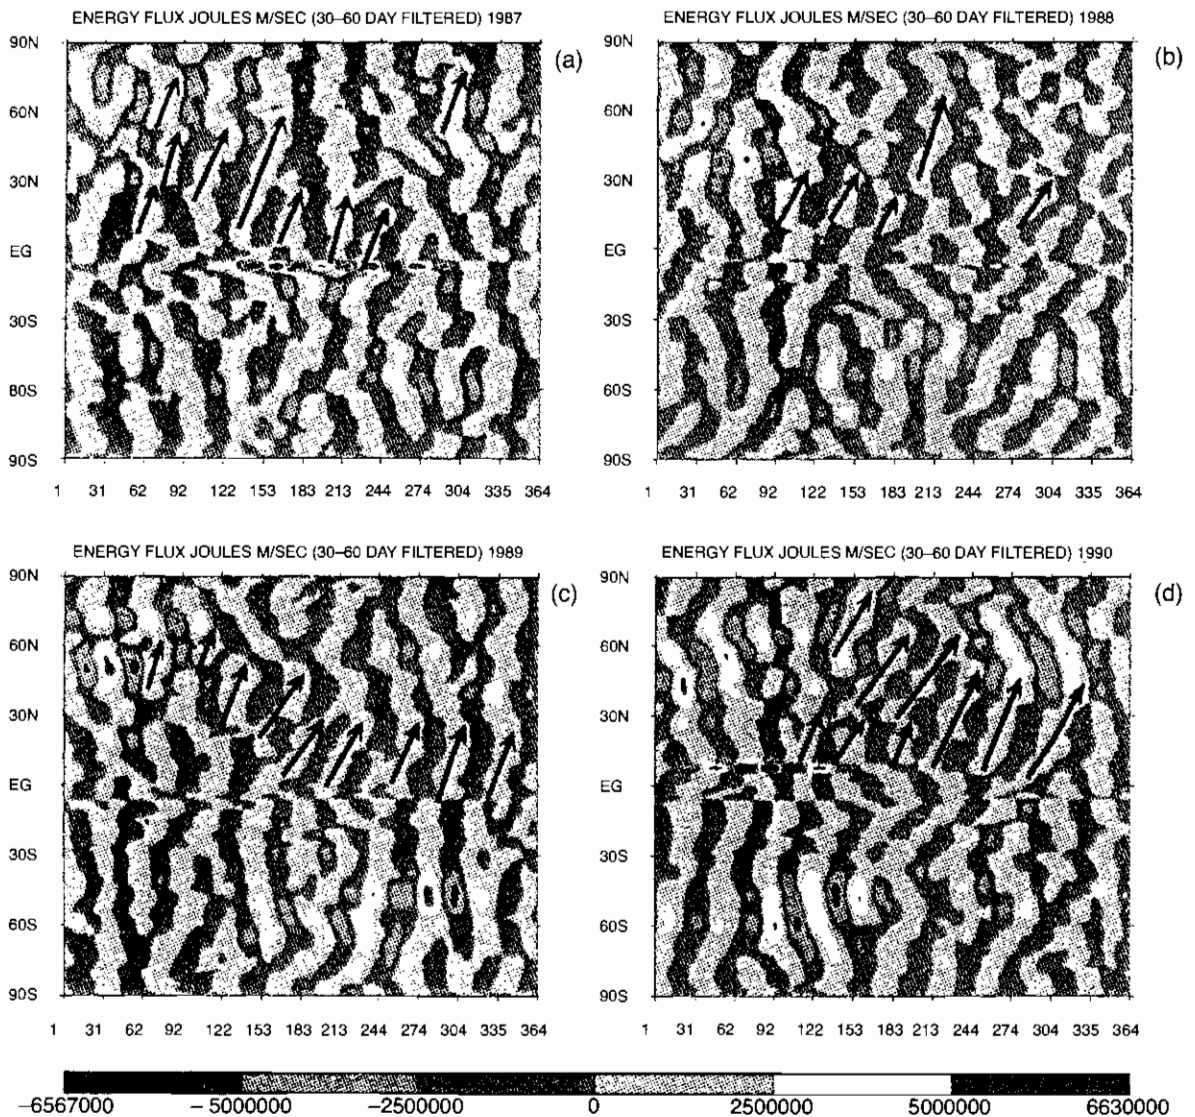 ENERGY FLUX JOULES M/SEC (30–60 DAY FILTERED) 1987
90N
60N
30N
EG
30S
80S
90S
1 31 62 92 122 153 183 213 244 274 304 335 364
(a)
ENERGY FLUX JOULES M/SEC (30–60 DAY FILTERED) 1988
90N
60N
30N
EG
30S
60S
90S
1 31 62 92 122 153 183 213 244 274 304 335 364
(b)
ENERGY FLUX JOULES M/SEC (30–60 DAY FILTERED) 1989
90N
60N
30N
EG
30S
60S
90S
1 31 62 92 122 153 183 213 244 274 304 335 364
(c)
ENERGY FLUX JOULES M/SEC (30–60 DAY FILTERED) 1990
90N
60N
30N
EG
30S
60S
90S
1 31 62 92 122 153 183 213 244 274 304 335 364
(d)
−6567000 −5000000 −2500000 0 2500000 5000000 6630000